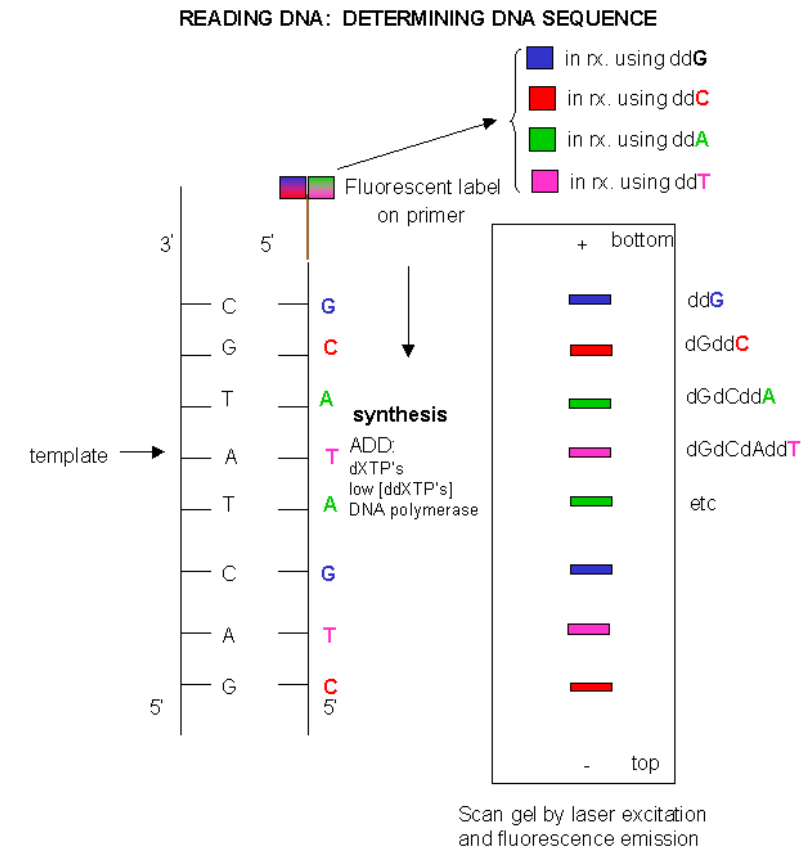 READING DNA: DETERMINING DNA SEQUENCE
in rx. using ddG
in rx. using ddC
in rx. using ddA
in rx. using ddT
Fluorescent label
on primer
3'
5'
+ bottom
C G
G C
T A
A T
T A
C G
A T
G C
5'
5'
template
synthesis
ADD:
dXTP's
low [ddXTP's]
DNA polymerase
ddG
dGddC
dGdCddA
dGdCdAddT
etc
- top
Scan gel by laser excitation
and fluorescence emission